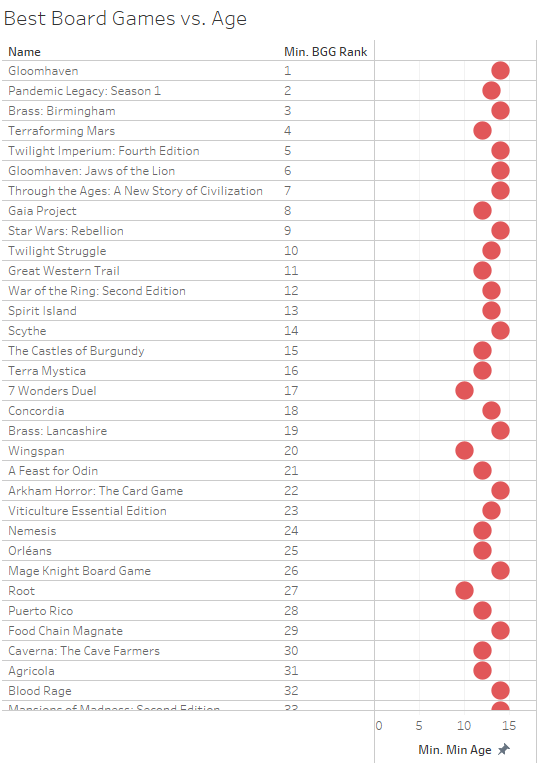 Best Board Games vs. Age
Name Min. BGG Rank
Gloomhaven 1
Pandemic Legacy: Season 1 2
Brass: Birmingham 3
Terraforming Mars 4
Twilight Imperium: Fourth Edition 5
Gloomhaven: Jaws of the Lion 6
Through the Ages: A New Story of Civilization 7
Gaia Project 8
Star Wars: Rebellion 9
Twilight Struggle 10
Great Western Trail 11
War of the Ring: Second Edition 12
Spirit Island 13
Scythe 14
The Castles of Burgundy 15
Terra Mystica 16
7 Wonders Duel 17
Concordia 18
Brass: Lancashire 19
Wingspan 20
A Feast for Odin 21
Arkham Horror: The Card Game 22
Viticulture Essential Edition 23
Nemesis 24
Orléans 25
Mage Knight Board Game 26
Root 27
Puerto Rico 28
Food Chain Magnate 29
Caverna: The Cave Farmers 30
Agricola 31
Blood Rage 32
Mansions of Madness: Second Edition 33
0 5 10 15
Min. Min Age